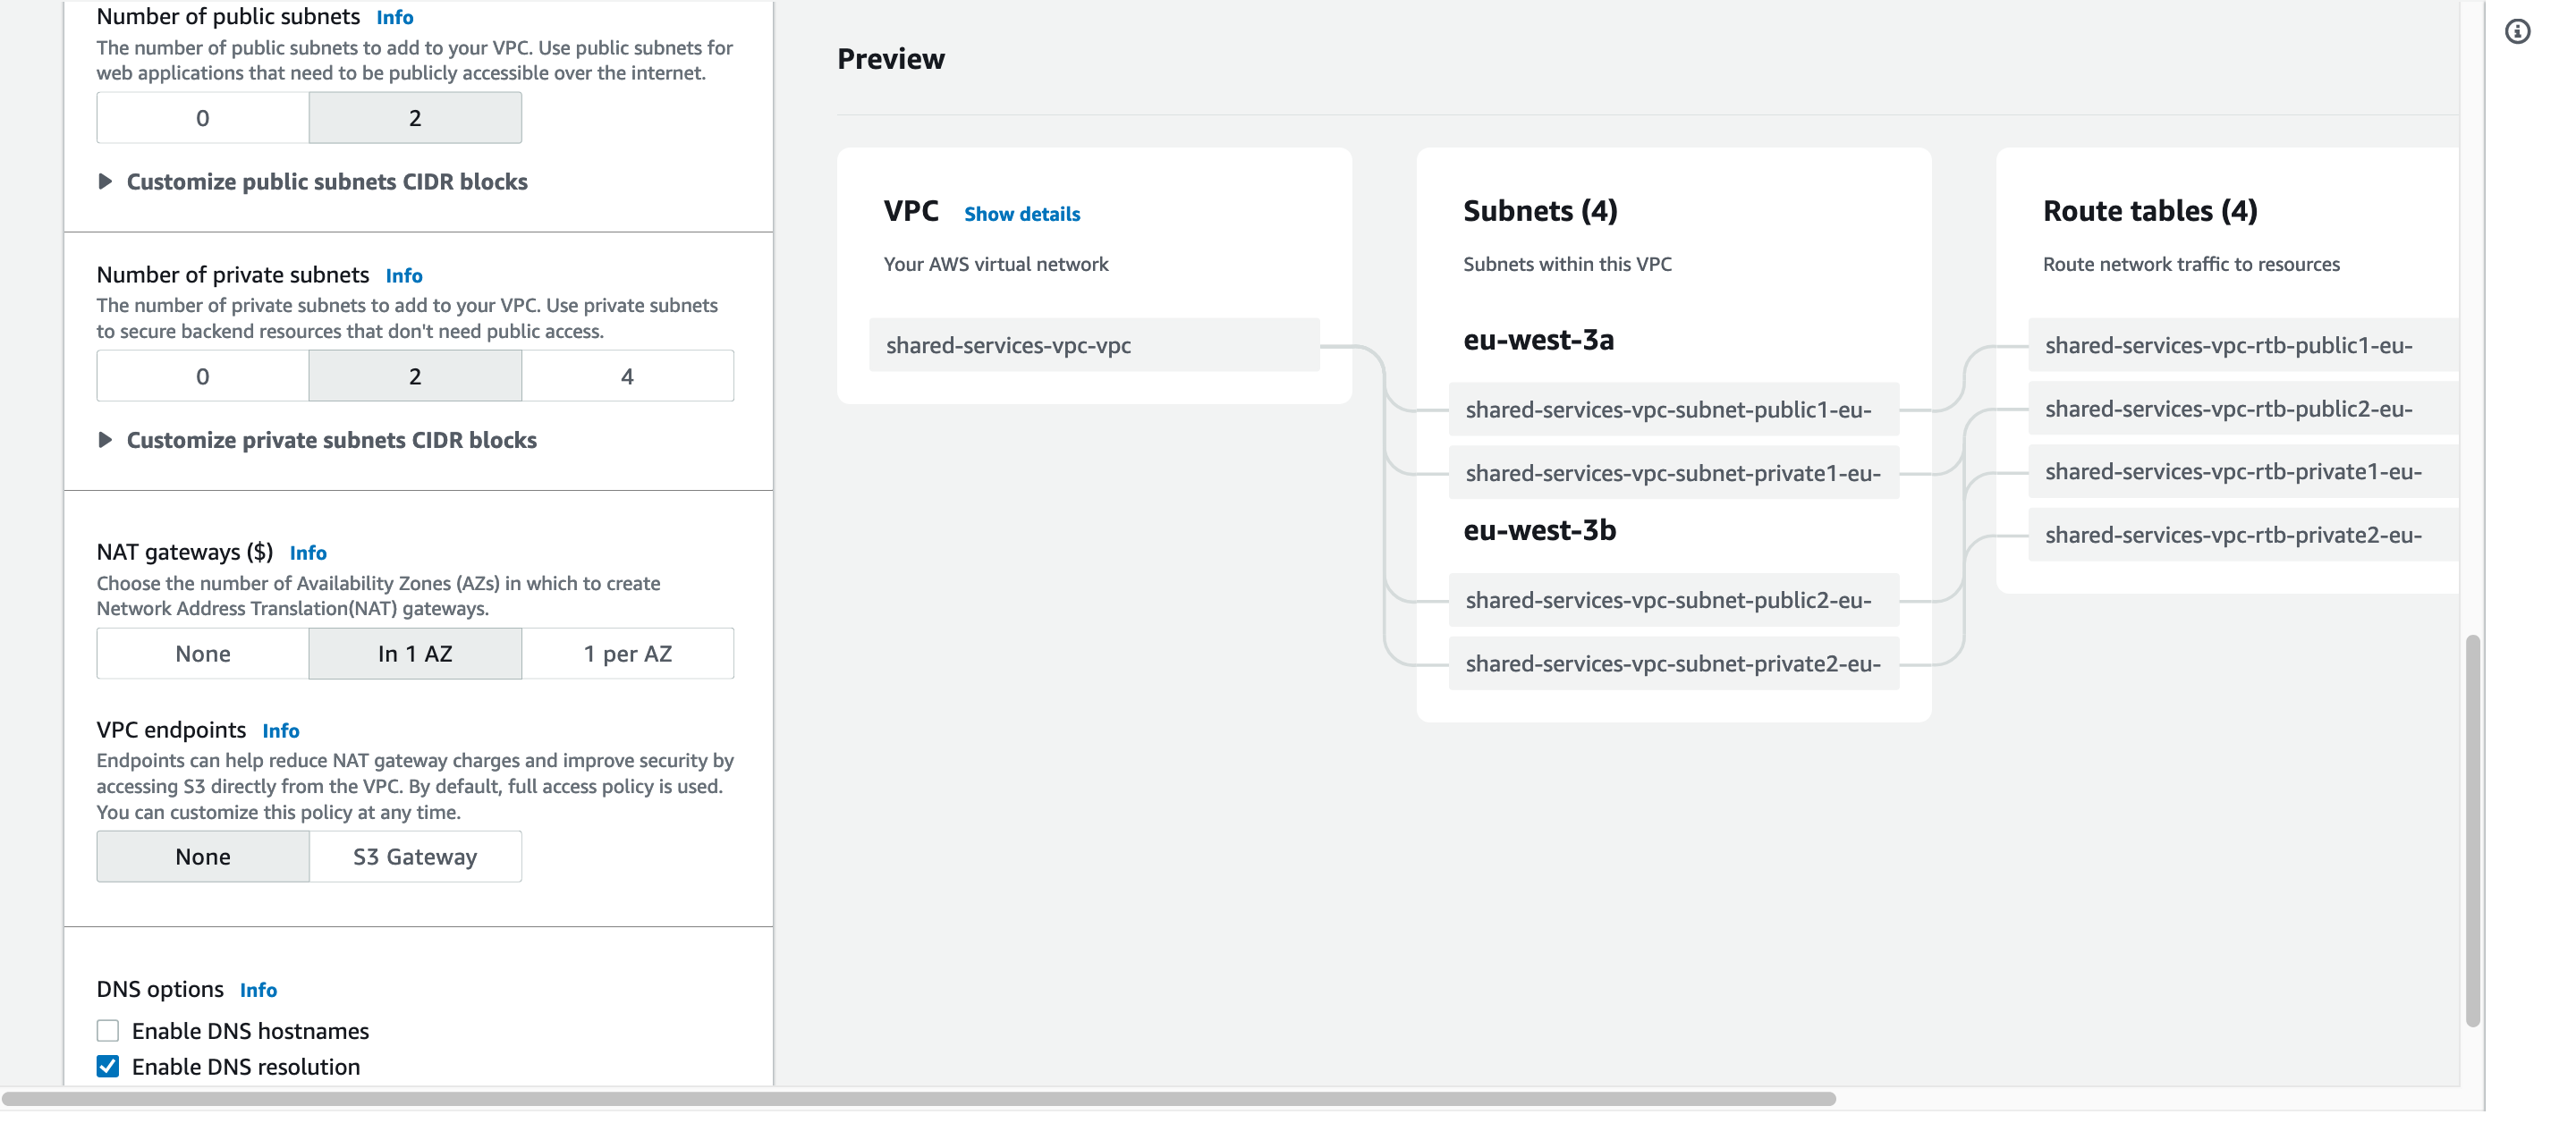 Number of public subnets Info
The number of public subnets to add to your VPC. Use public subnets for
web applications that need to be publicly accessible over the internet.
0 2
Customize public subnets CIDR blocks
Number of private subnets Info
The number of private subnets to add to your VPC. Use private subnets
to secure backend resources that don't need public access.
0 2 4
Customize private subnets CIDR blocks
NAT gateways ($) Info
Choose the number of Availability Zones (AZs) in which to create
Network Address Translation(NAT) gateways.
None In 1 AZ 1 per AZ
VPC endpoints Info
Endpoints can help reduce NAT gateway charges and improve security by
accessing S3 directly from the VPC. By default, full access policy is used.
You can customize this policy at any time.
None S3 Gateway
DNS options Info
Enable DNS hostnames
Enable DNS resolution
Preview
VPC Show details
Your AWS virtual network
shared-services-vpc-vpc
Subnets (4)
Subnets within this VPC
eu-west-3a
shared-services-vpc-subnet-public1-eu-
shared-services-vpc-subnet-private1-eu-
eu-west-3b
shared-services-vpc-subnet-public2-eu-
shared-services-vpc-subnet-private2-eu-
Route tables (4)
Route network traffic to resources
shared-services-vpc-rtb-public1-eu-
shared-services-vpc-rtb-public2-eu-
shared-services-vpc-rtb-private1-eu-
shared-services-vpc-rtb-private2-eu-